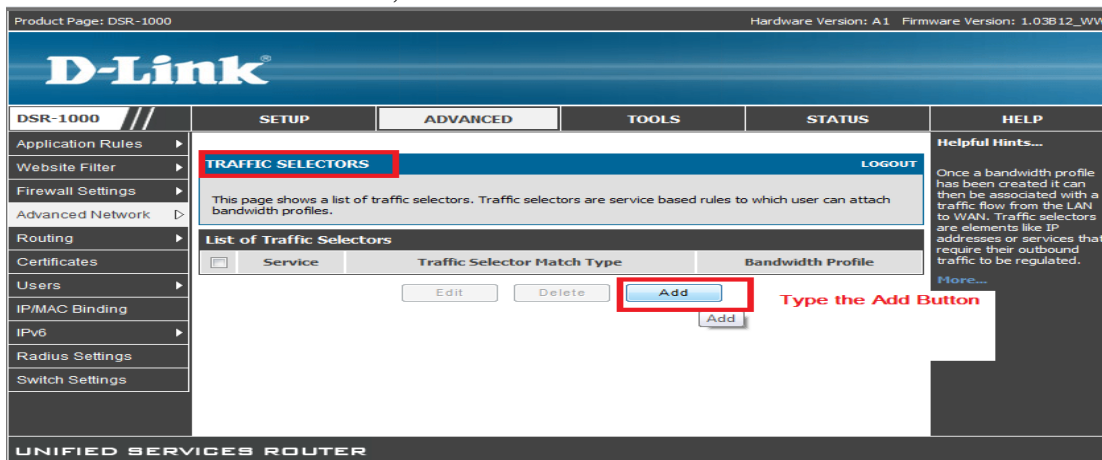 Product Page: DSR-1000 Hardware Version: A1 Firmware Version: 1.03B12_WW
D-Link®
DSR-1000 SETUP ADVANCED TOOLS STATUS HELP
Application Rules
Website Filter
Firewall Settings
Advanced Network
Routing
Certificates
Users
IP/MAC Binding
IPv6
Radius Settings
Switch Settings
TRAFFIC SELECTORS LOGOUT
This page shows a list of traffic selectors. Traffic selectors are service based rules to which user can attach
bandwidth profiles.
List of Traffic Selectors
Service Traffic Selector Match Type Bandwidth Profile
Edit Delete Add
Type the Add Button
Add
Helpful Hints...
Once a bandwidth profile
has been created it can
then be associated with a
traffic flow from the LAN
to WAN. Traffic selectors
are elements like IP
addresses or services that
require their outbound
traffic to be regulated.
More...
UNIFIED SERVICES ROUTER